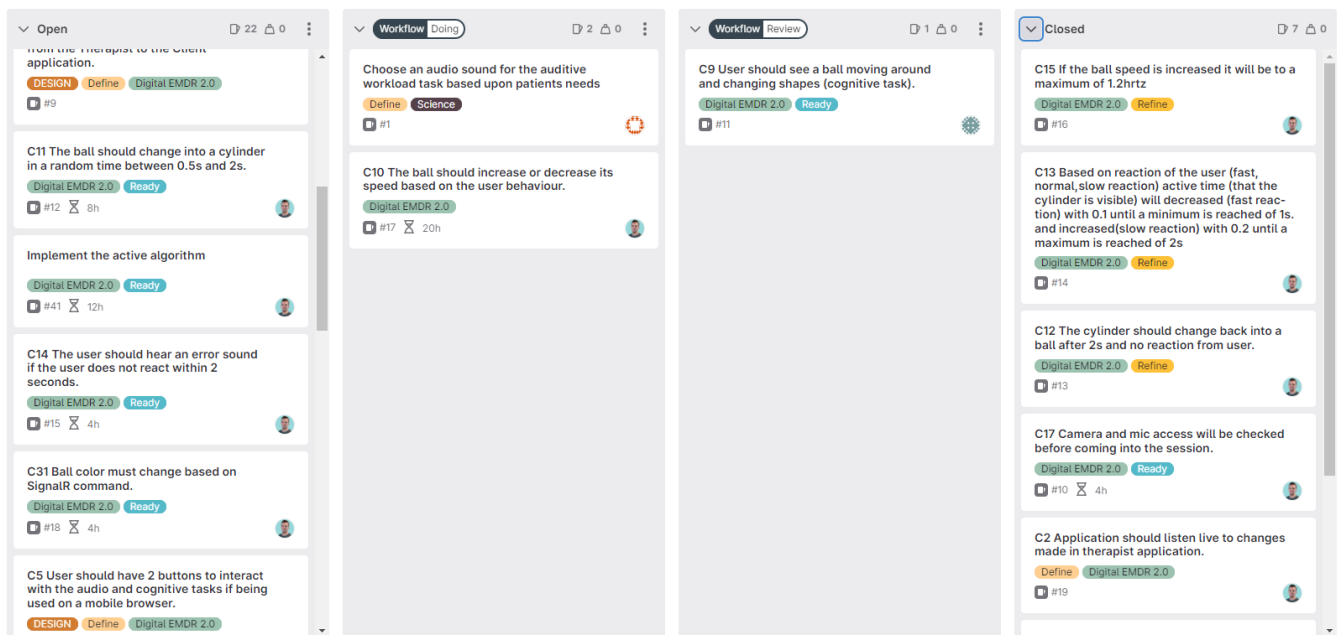 Open 22 0
from the Therapist to the Client
application.
DESIGN Define Digital EMDR 2.0
#9
C11 The ball should change into a cylinder
in a random time between 0.5s and 2s.
Digital EMDR 2.0 Ready
#12 8h
Implement the active algorithm
Digital EMDR 2.0 Ready
#41 12h
C14 The user should hear an error sound
if the user does not react within 2
seconds.
Digital EMDR 2.0 Ready
#15 4h
C31 Ball color must change based on
SignalR command.
Digital EMDR 2.0 Ready
#18 4h
C5 User should have 2 buttons to interact
with the audio and cognitive tasks if being
used on a mobile browser.
DESIGN Define Digital EMDR 2.0
Workflow Doing 2 0
Choose an audio sound for the auditive
workload task based upon patients needs
Define Science
#1
C10 The ball should increase or decrease its
speed based on the user behaviour.
Digital EMDR 2.0
#17 20h
Workflow Review 1 0
C9 User should see a ball moving around
and changing shapes (cognitive task).
Digital EMDR 2.0 Ready
#11
Closed 7 0
C15 If the ball speed is increased it will be to a
maximum of 1.2hrtz
Digital EMDR 2.0 Refine
#16
C13 Based on reaction of the user (fast,
normal,slow reaction) active time (that the
cylinder is visible) will decreased (fast reac-
tion) with 0.1 until a minimum is reached of 1s.
and increased(slow reaction) with 0.2 until a
maximum is reached of 2s
Digital EMDR 2.0 Refine
#14
C12 The cylinder should change back into a
ball after 2s and no reaction from user.
Digital EMDR 2.0 Refine
#13
C17 Camera and mic access will be checked
before coming into the session.
Digital EMDR 2.0 Ready
#10 4h
C2 Application should listen live to changes
made in therapist application.
Define Digital EMDR 2.0
#19